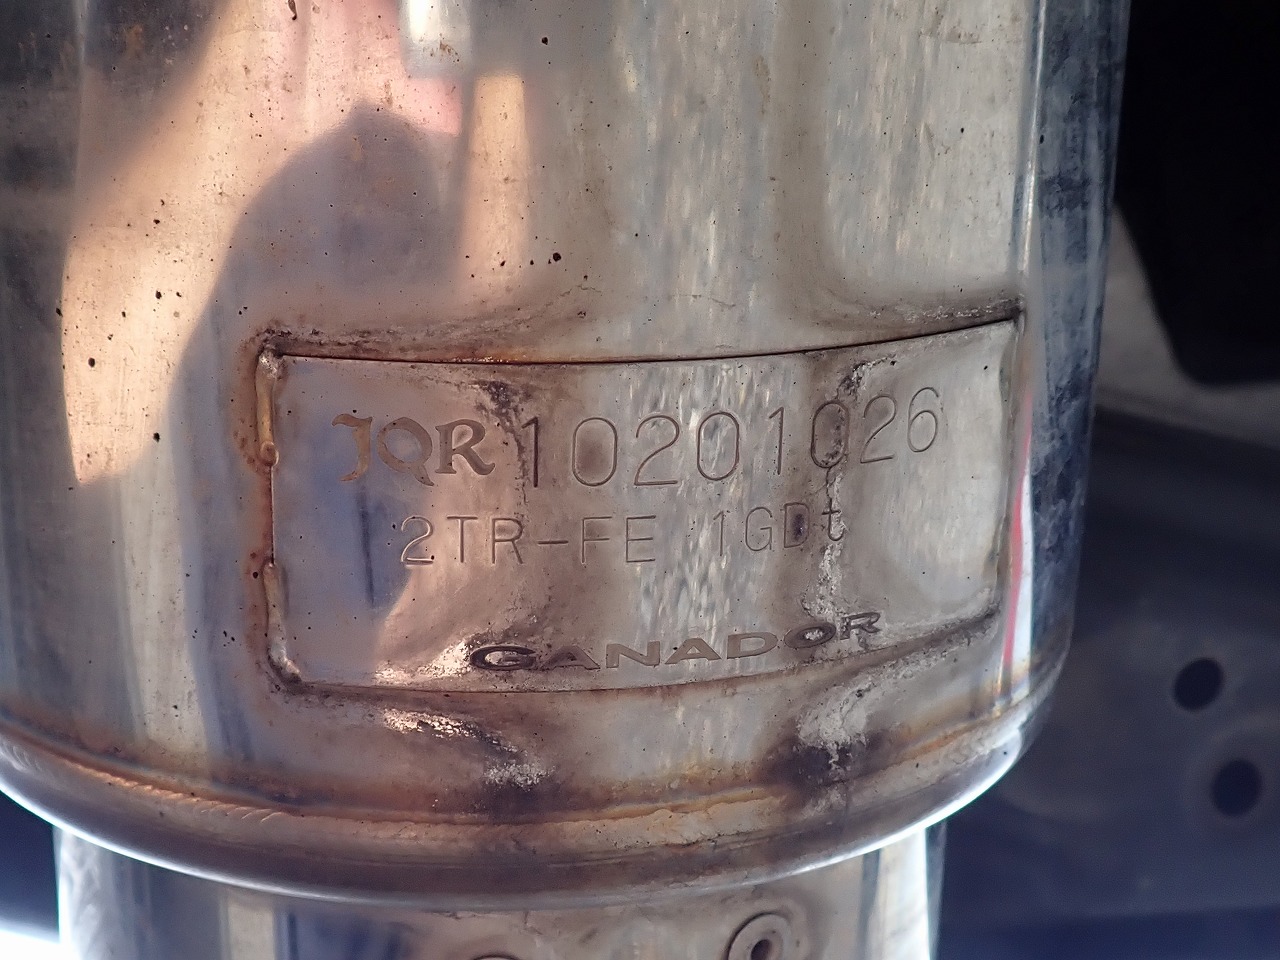 JQR 10201026
2TR-FE 1GDt
GANADOR